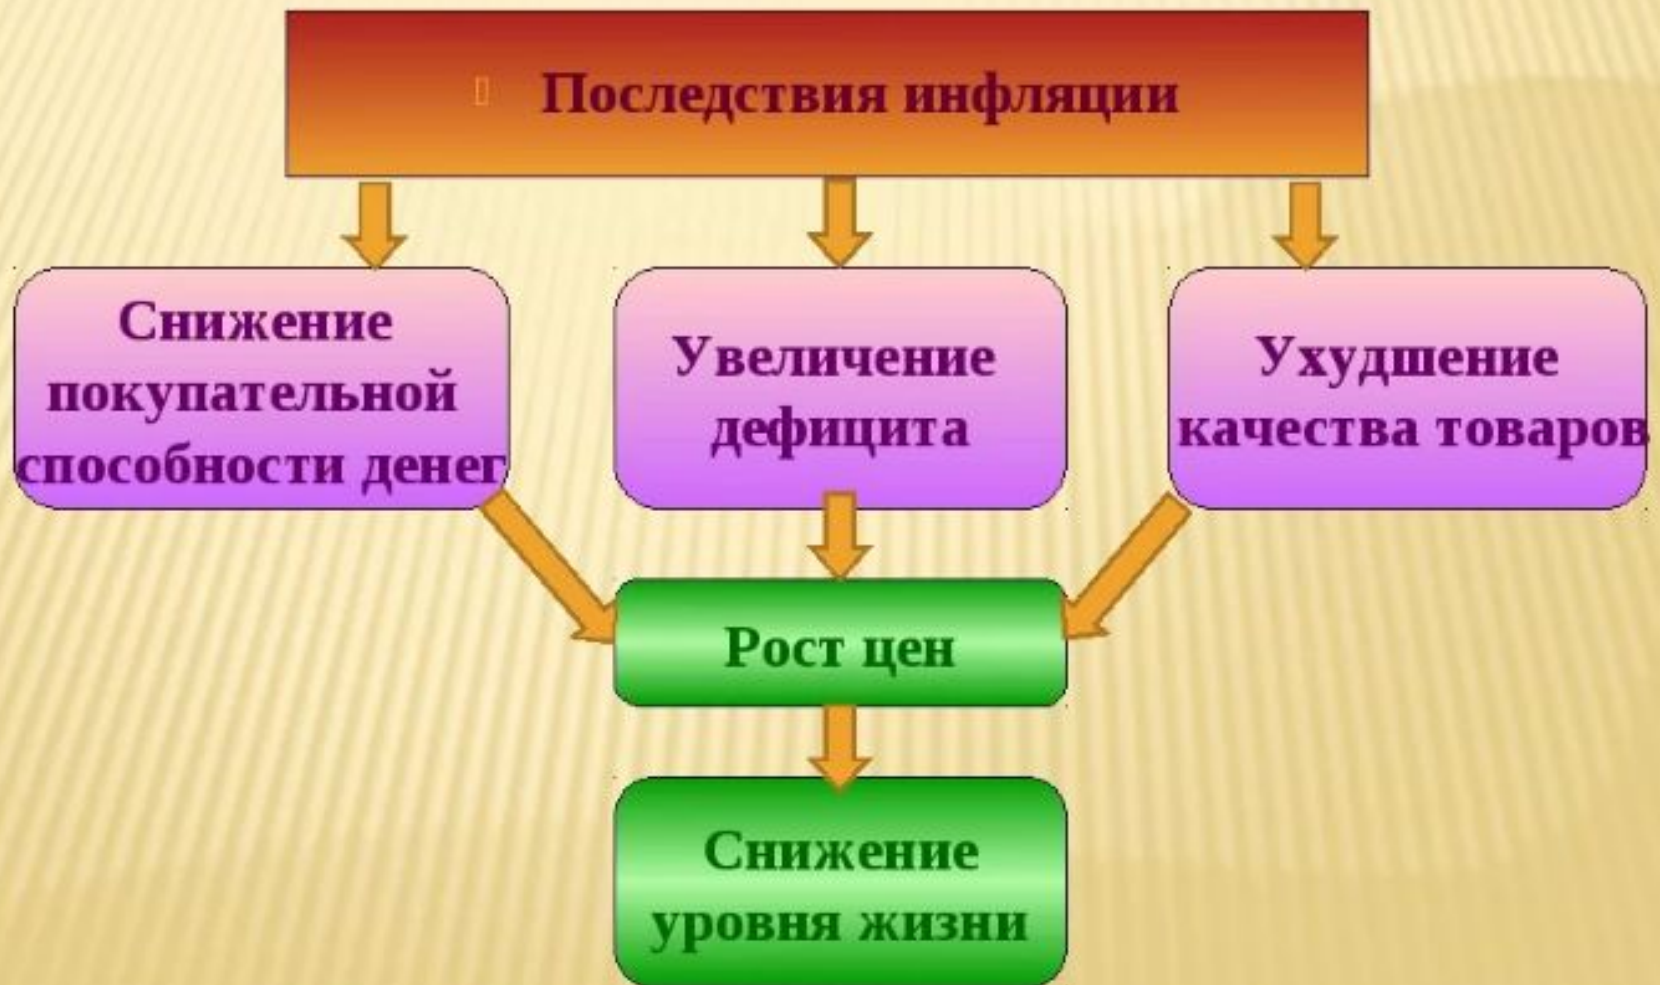 Последствия инфляции
Снижение
покупательной
способности денег
Увеличение
дефицита
Ухудшение
качества товаров
Рост цен
Снижение
уровня жизни